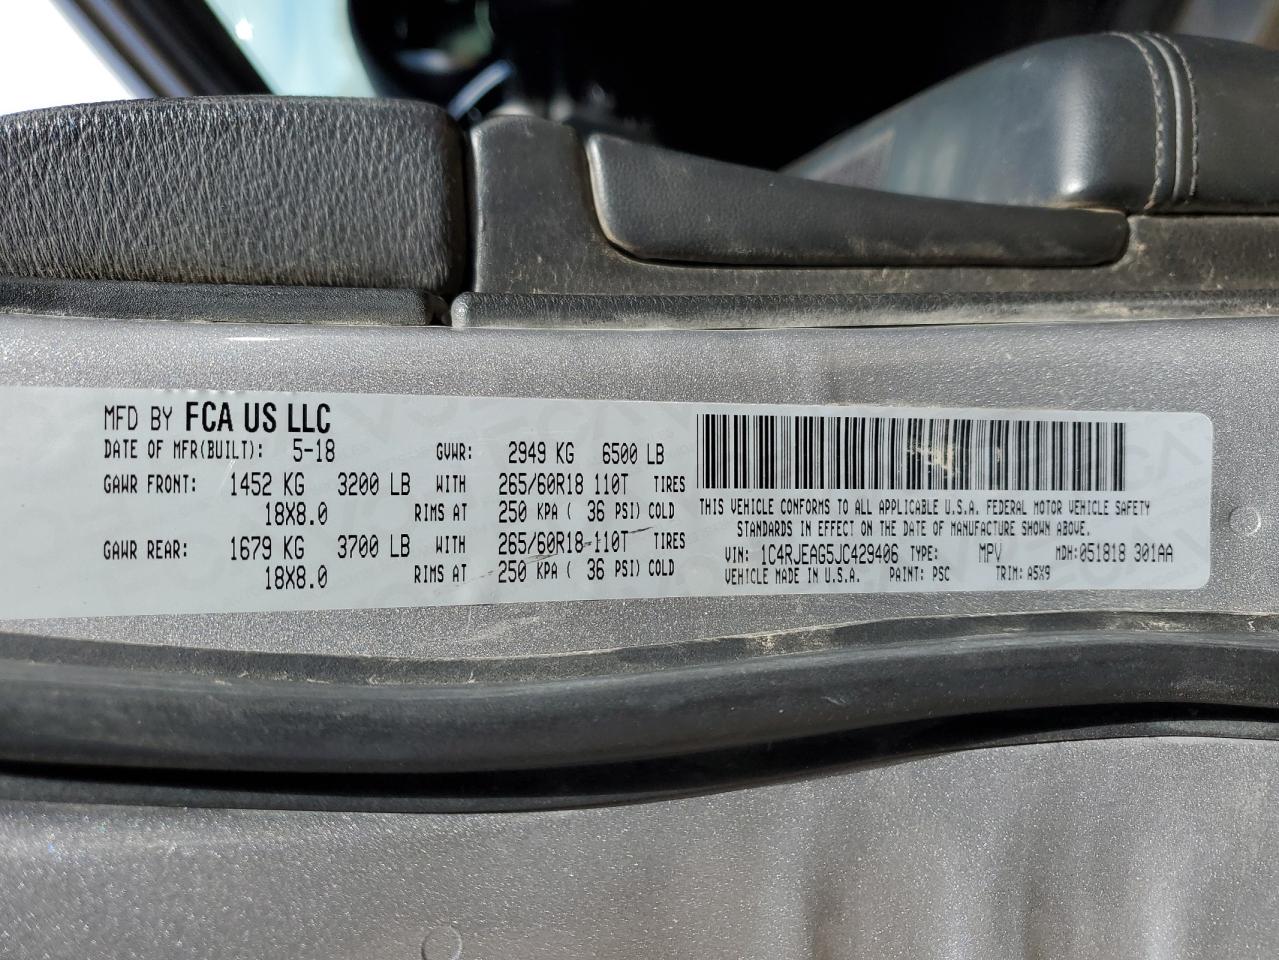 MFD BY FCA US LLC
DATE OF MFR(BUILT): 5-18 GVWR: 2949 KG 6500 LB
GAWR FRONT: 1452 KG 3200 LB WITH 265/60R18 110T TIRES
18X8.0 RIMS AT 250 KPA ( 36 PSI) COLD
GAWR REAR: 1679 KG 3700 LB WITH 265/60R18 110T TIRES
18X8.0 RIMS AT 250 KPA ( 36 PSI) COLD
THIS VEHICLE CONFORMS TO ALL APPLICABLE U.S.A. FEDERAL MOTOR VEHICLE SAFETY
STANDARDS IN EFFECT ON THE DATE OF MANUFACTURE SHOWN ABOVE.
VIN: 1C4RJEAG5JC429406 TYPE: MPV MDH:051818 301AA
VEHICLE MADE IN U.S.A. PAINT: PSC TRIM: A5X9